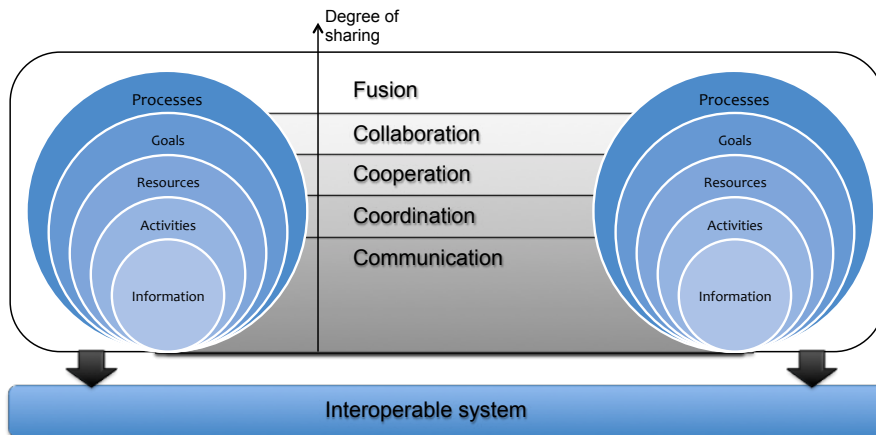 Degree of
sharing
Processes
Fusion
Processes
Goals
Collaboration
Goals
Resources
Cooperation
Resources
Activities
Coordination
Activities
Communication
Information
Information
Interoperable system